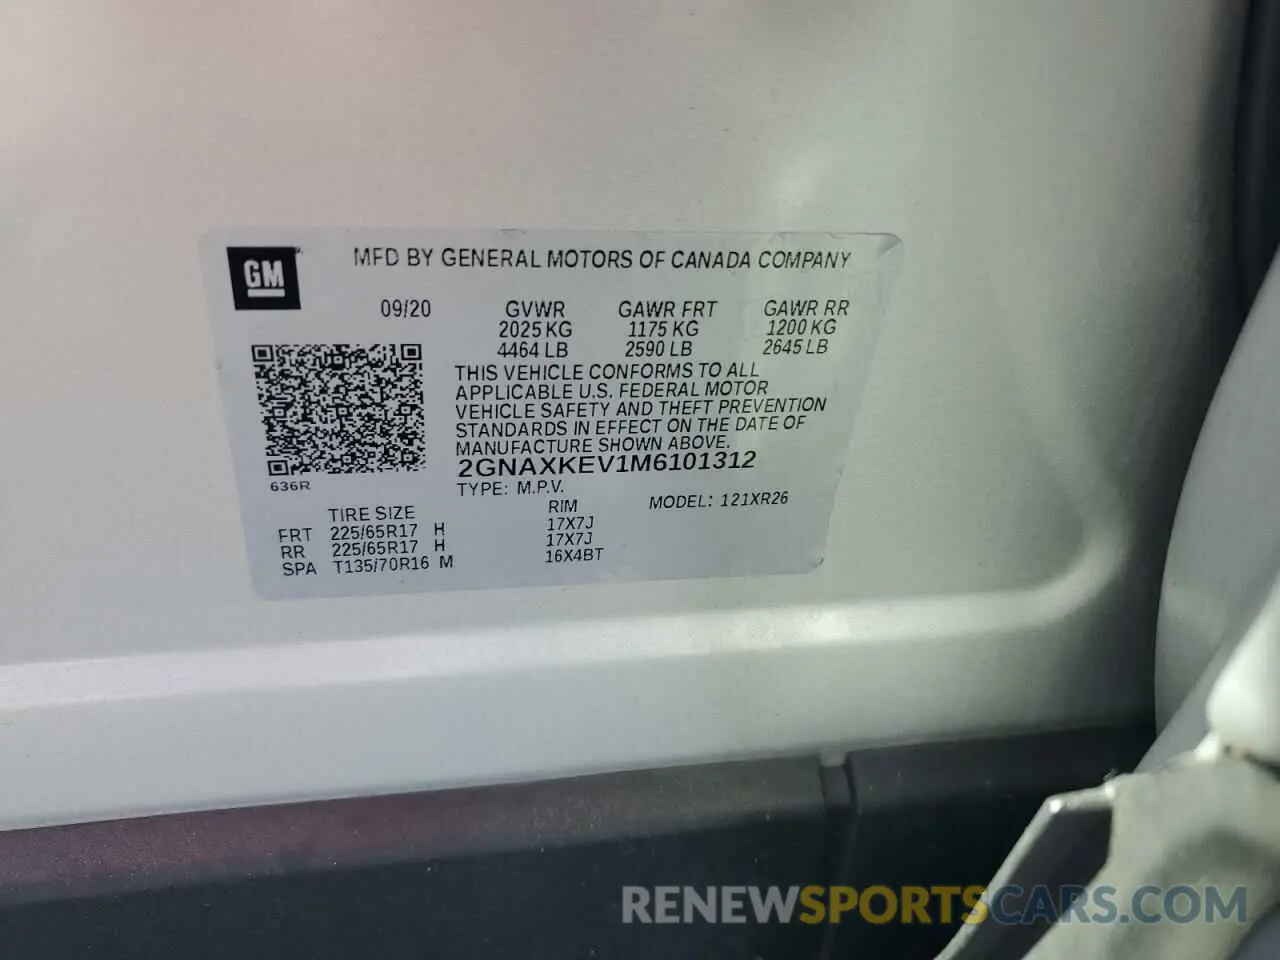 GM
MFD BY GENERAL MOTORS OF CANADA COMPANY
09/20 GVWR GAWR FRT GAWR RR
2025 KG 1175 KG 1200 KG
4464 LB 2590 LB 2645 LB
THIS VEHICLE CONFORMS TO ALL
APPLICABLE U.S. FEDERAL MOTOR
VEHICLE SAFETY AND THEFT PREVENTION
STANDARDS IN EFFECT ON THE DATE OF
MANUFACTURE SHOWN ABOVE.
2GNAXKEV1M6101312
636R
TYPE: M.P.V. MODEL: 121XR26
TIRE SIZE RIM
FRT 225/65R17 H 17X7J
RR 225/65R17 H 17X7J
SPA T135/70R16 M 16X4BT
RENEWSPORTSCARS.COM